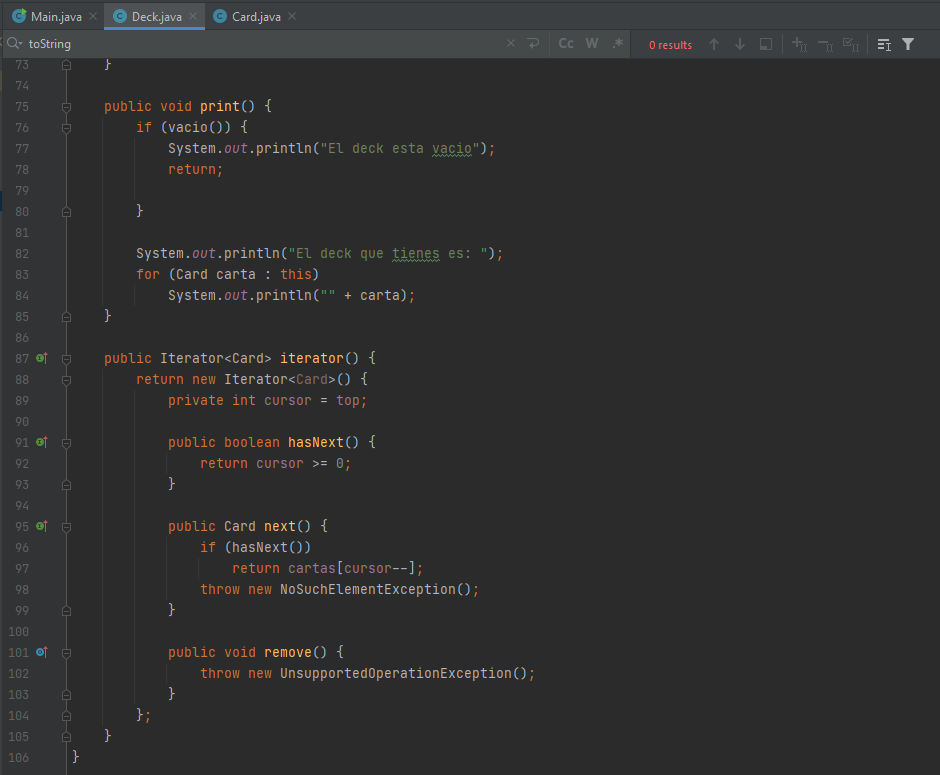 Main.java
Deck.java
Card.java
toString
Cc W .* 0 results
73 }
74
75 public void print() {
76 if (vacio()) {
77 System.out.println("El deck esta vacio");
78 return;
79
80 }
81
82 System.out.println("El deck que tienes es: ");
83 for (Card carta : this)
84 System.out.println("" + carta);
85 }
86
87 public Iterator<Card> iterator() {
88 return new Iterator<Card>() {
89 private int cursor = top;
90
91 public boolean hasNext() {
92 return cursor >= 0;
93 }
94
95 public Card next() {
96 if (hasNext())
97 return cartas[cursor--];
98 throw new NoSuchElementException();
99 }
100
101 public void remove() {
102 throw new UnsupportedOperationException();
103 }
104 };
105 }
106 }